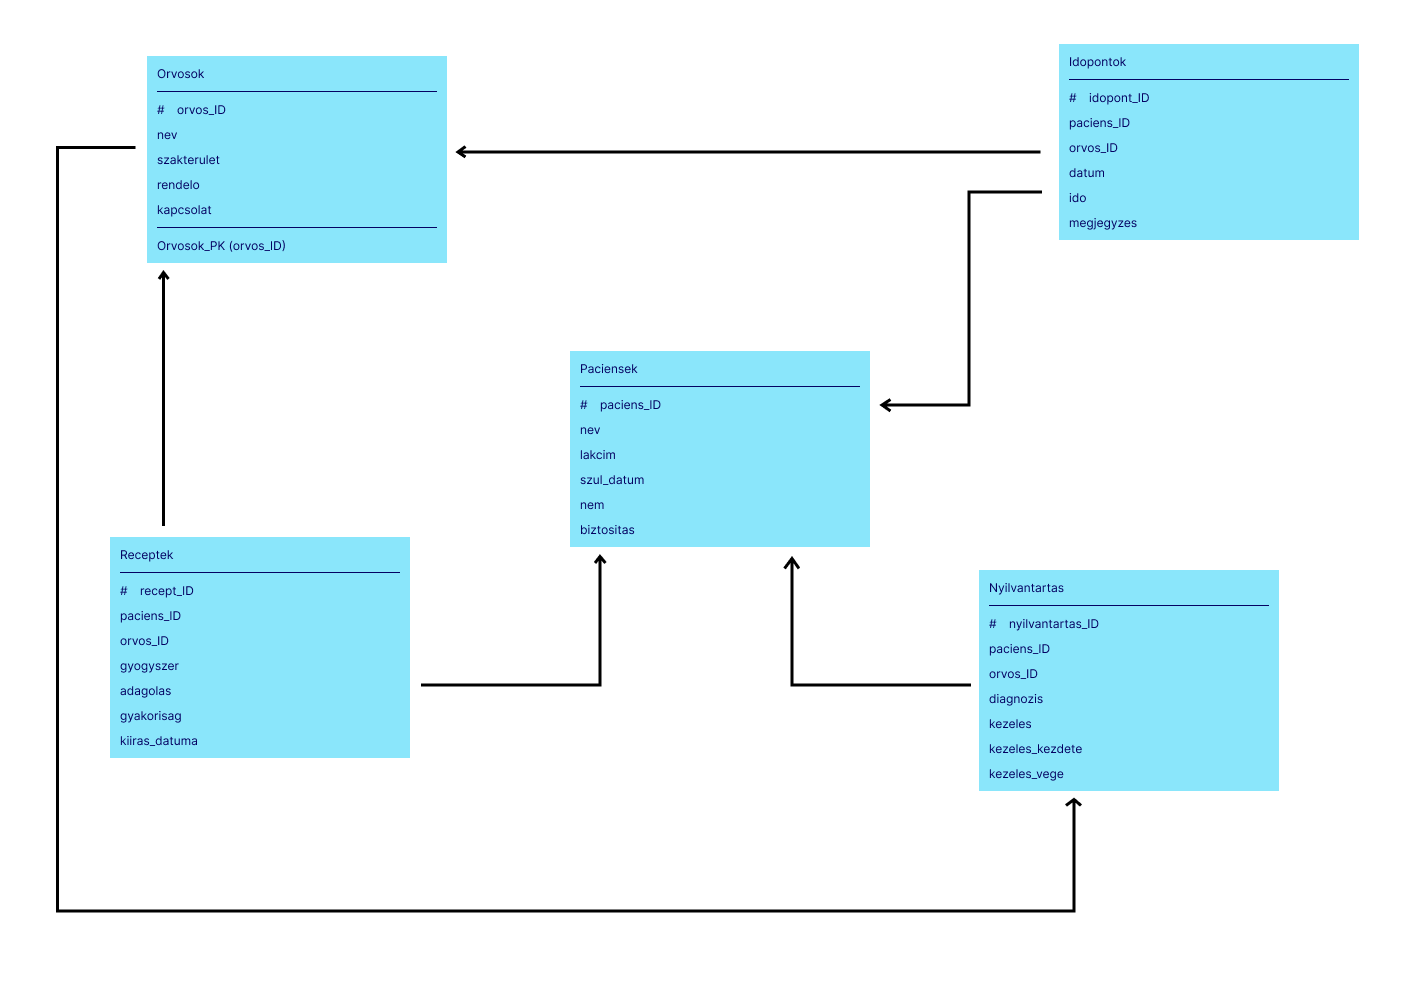 Orvosok
# orvos_ID
nev
szakterulet
rendelo
kapcsolat
Orvosok_PK (orvos_ID)
Idopontok
# idopont_ID
paciens_ID
orvos_ID
datum
ido
megjegyzes
Paciensek
# paciens_ID
nev
lakcim
szul_datum
nem
biztositas
Receptek
# recept_ID
paciens_ID
orvos_ID
gyogyszer
adagolas
gyakorisag
kiiras_datuma
Nyilvantartas
# nyilvantartas_ID
paciens_ID
orvos_ID
diagnozis
kezeles
kezeles_kezdete
kezeles_vege